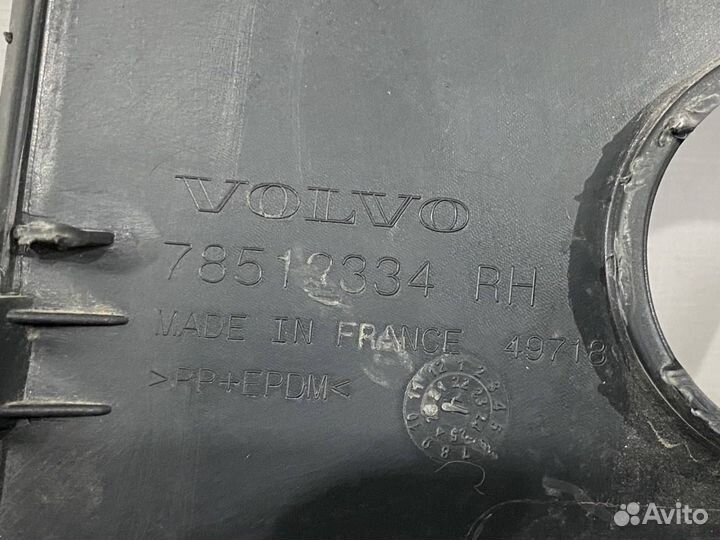 VOLVO
78512334 RH
MADE IN FRANCE 49718
>PP+EPDM<
Avito